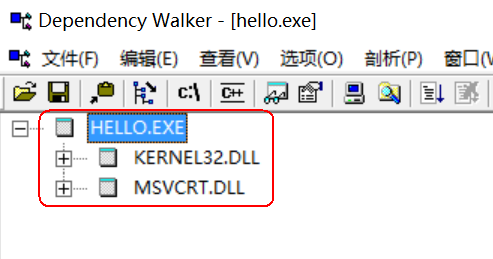 Dependency Walker - [hello.exe]
文件(F) 编辑(E) 查看(V) 选项(O) 剖析(P) 窗口(
c:\ C++
HELLO.EXE
KERNEL32.DLL
MSVCRT.DLL